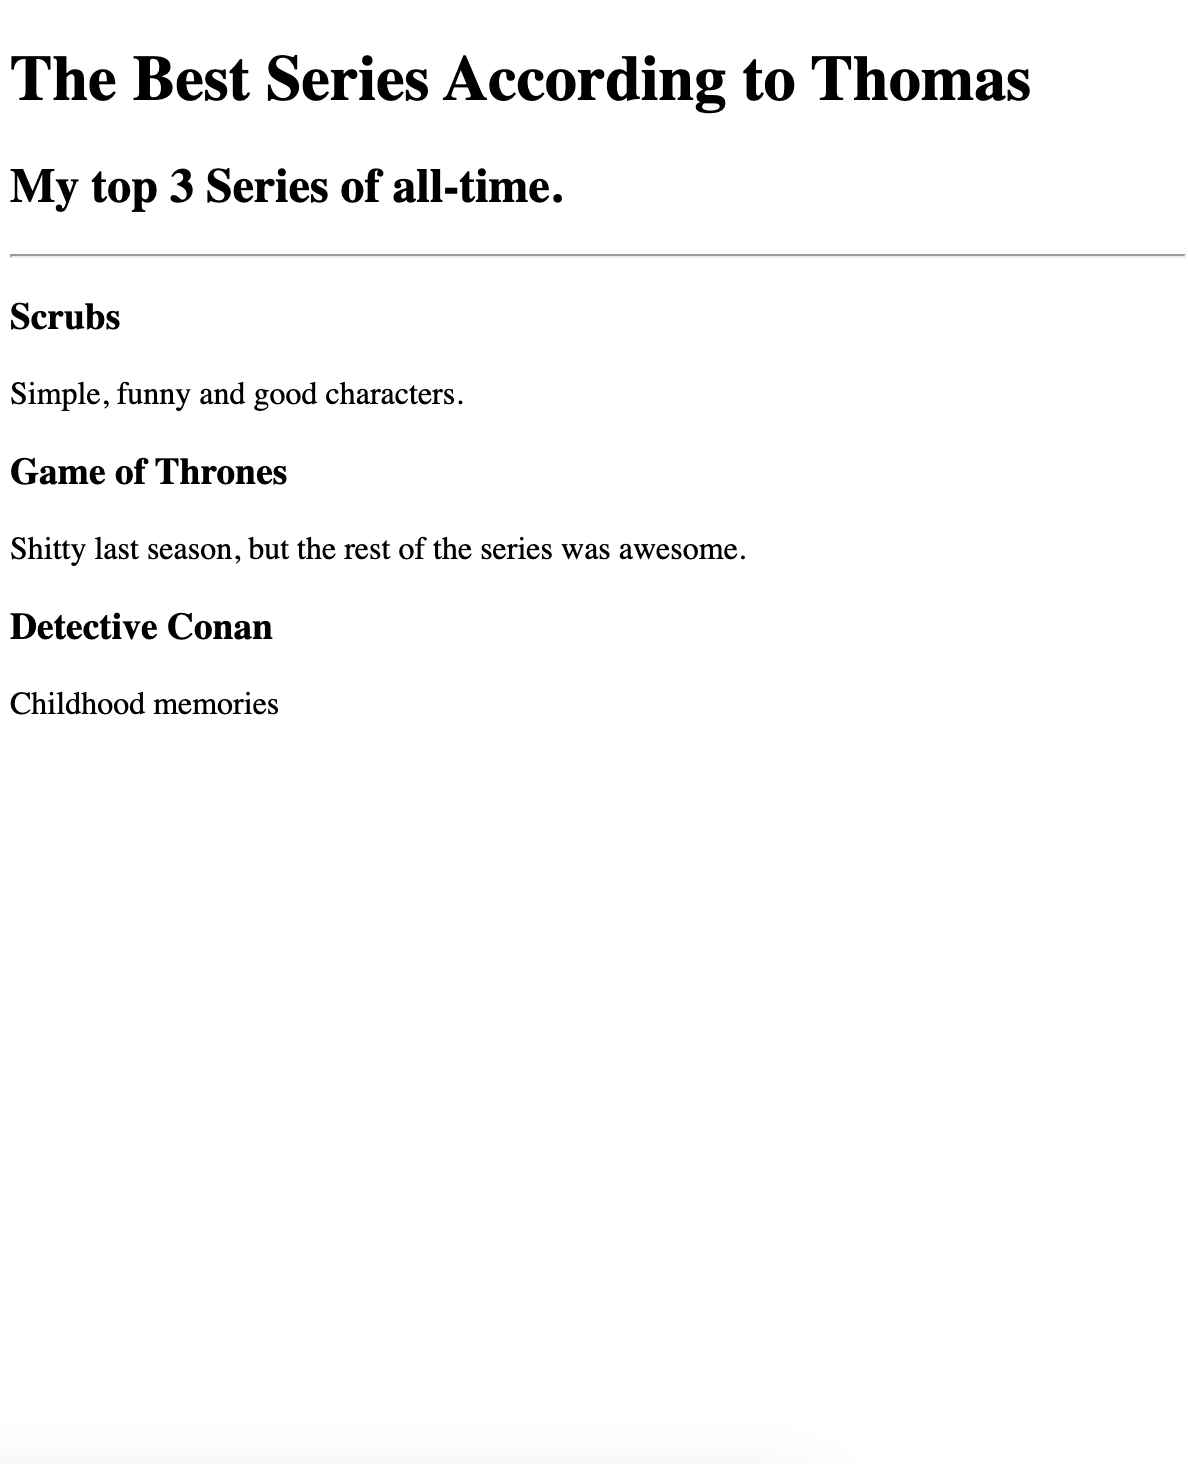 The Best Series According to Thomas
My top 3 Series of all-time.
Scrubs
Simple, funny and good characters.
Game of Thrones
Shitty last season, but the rest of the series was awesome.
Detective Conan
Childhood memories